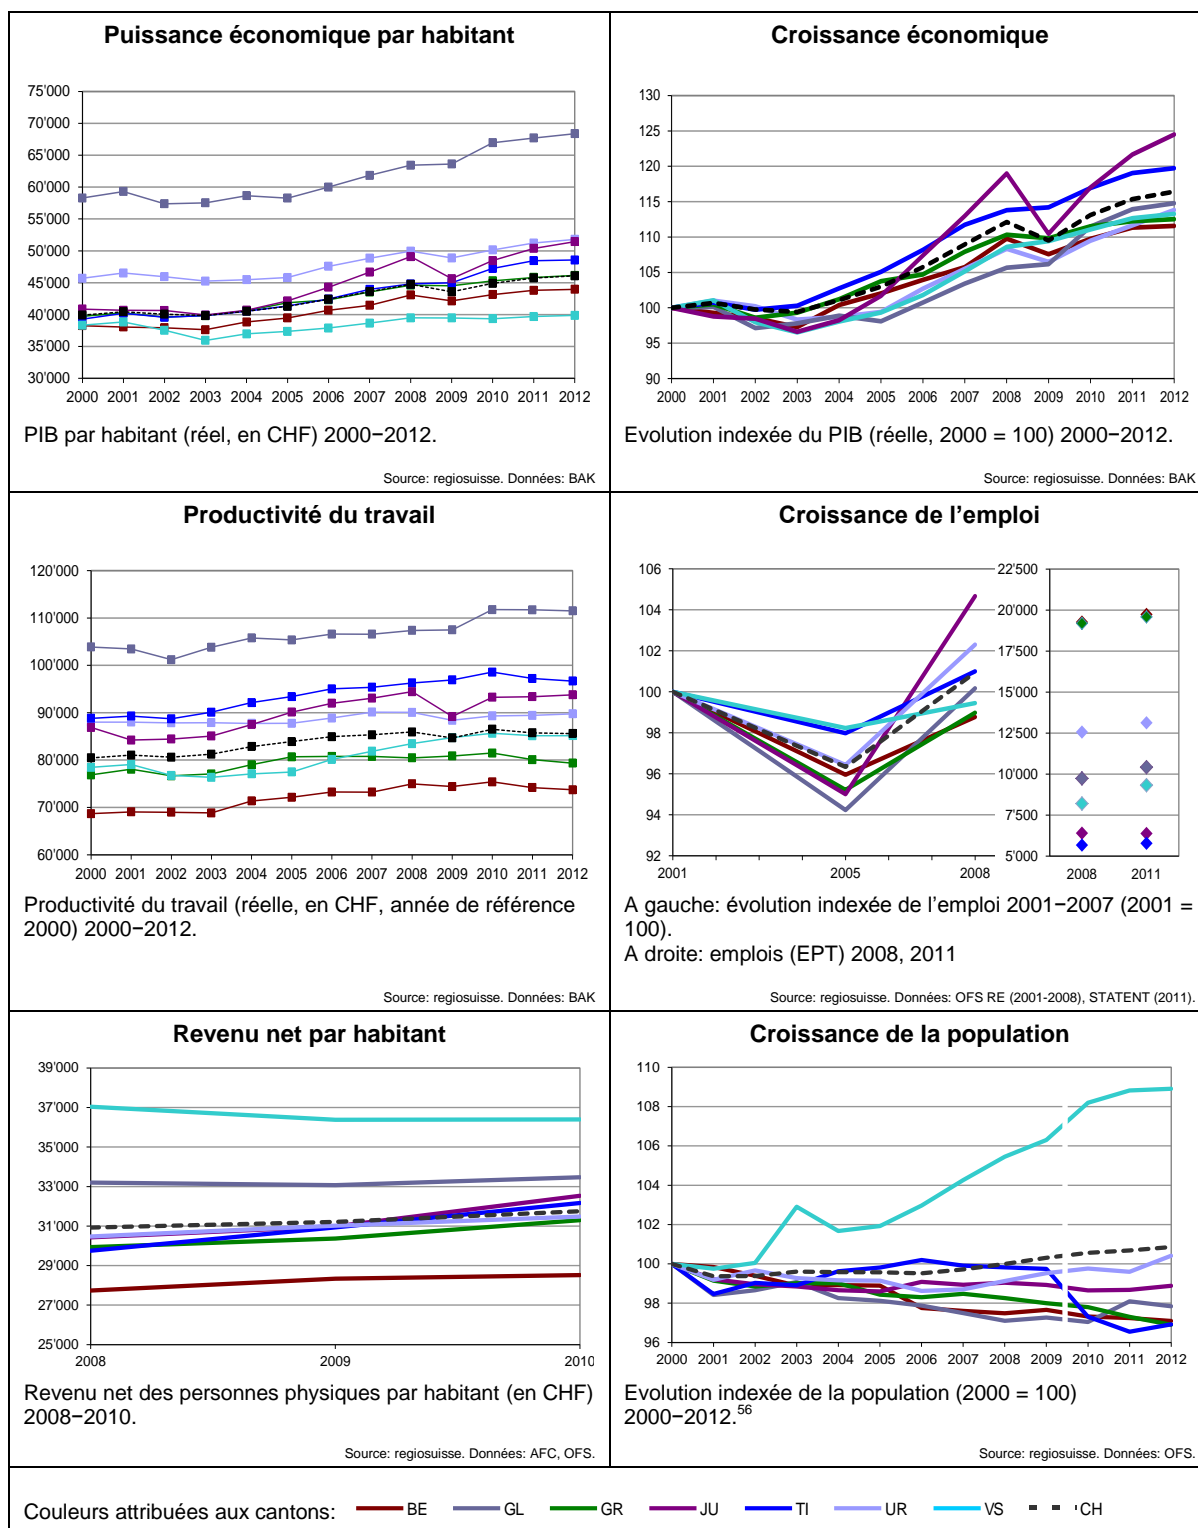 Puissance économique par habitant
75'000
70'000
65'000
60'000
55'000
50'000
45'000
40'000
35'000
30'000
2000 2001 2002 2003 2004 2005 2006 2007 2008 2009 2010 2011 2012
PIB par habitant (réel, en CHF) 2000−2012.
Source: regiosuisse. Données: BAK
Croissance économique
130
125
120
115
110
105
100
95
90
2000 2001 2002 2003 2004 2005 2006 2007 2008 2009 2010 2011 2012
Evolution indexée du PIB (réelle, 2000 = 100) 2000−2012.
Source: regiosuisse. Données: BAK
Productivité du travail
120'000
110'000
100'000
90'000
80'000
70'000
60'000
2000 2001 2002 2003 2004 2005 2006 2007 2008 2009 2010 2011 2012
Productivité du travail (réelle, en CHF, année de référence
2000) 2000−2012.
Source: regiosuisse. Données: BAK
Croissance de l'emploi
106
104
102
100
98
96
94
92
2001 2005 2008
22'500
20'000
17'500
15'000
12'500
10'000
7'500
5'000
2008 2011
A gauche: évolution indexée de l'emploi 2001−2007 (2001 =
100).
A droite: emplois (EPT) 2008, 2011
Source: regiosuisse. Données: OFS RE (2001-2008), STATENT (2011).
Revenu net par habitant
39'000
37'000
35'000
33'000
31'000
29'000
27'000
25'000
2008 2009 2010
Revenu net des personnes physiques par habitant (en CHF)
2008−2010.
Source: regiosuisse. Données: AFC, OFS.
Croissance de la population
110
108
106
104
102
100
98
96
2000 2001 2002 2003 2004 2005 2006 2007 2008 2009 2010 2011 2012
Evolution indexée de la population (2000 = 100)
2000−2012.56
Source: regiosuisse. Données: OFS.
Couleurs attribuées aux cantons: BE GL GR JU TI UR VS CH